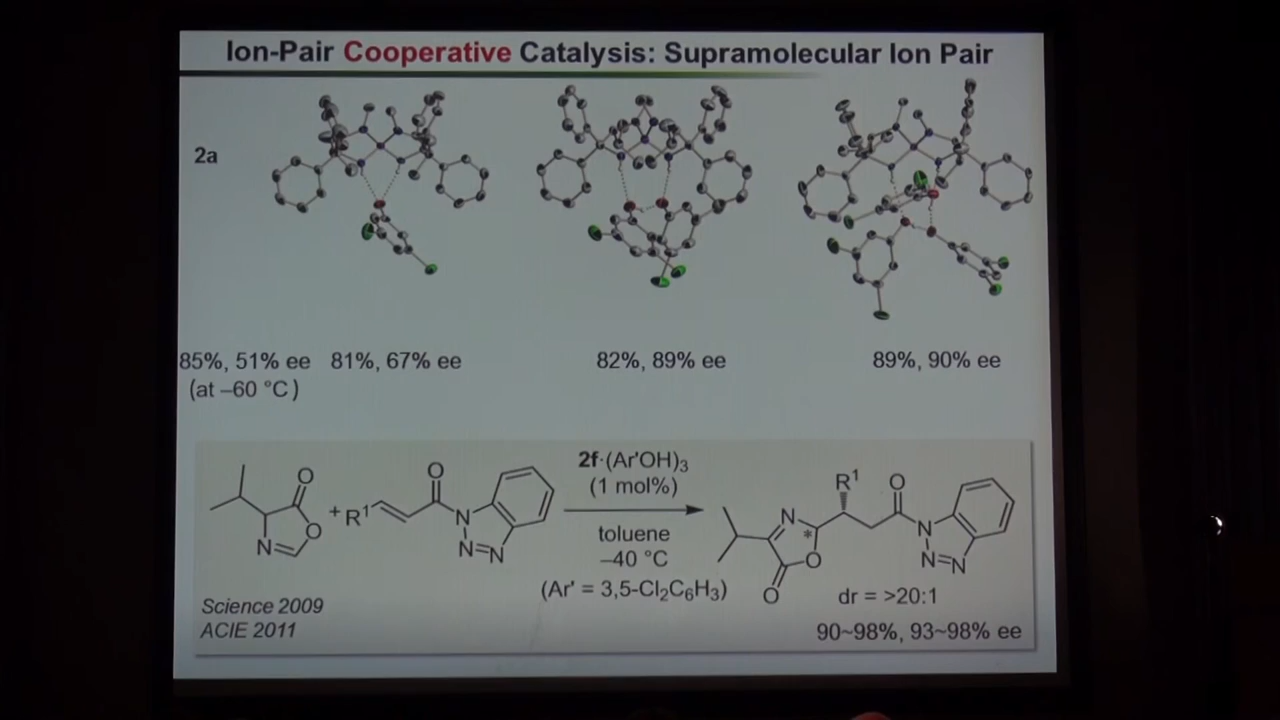 Ion-Pair Cooperative Catalysis: Supramolecular Ion Pair
2a
85%, 51% ee
(at –60 °C)
81%, 67% ee
82%, 89% ee
89%, 90% ee
O
O
N
+
R¹
O
N
N=N
2f·(Ar'OH)₃
(1 mol%)
toluene
–40 °C
(Ar' = 3,5-Cl₂C₆H₃)
R¹
O
N
*
O
O
N
N=N
dr = >20:1
90~98%, 93~98% ee
Science 2009
ACIE 2011